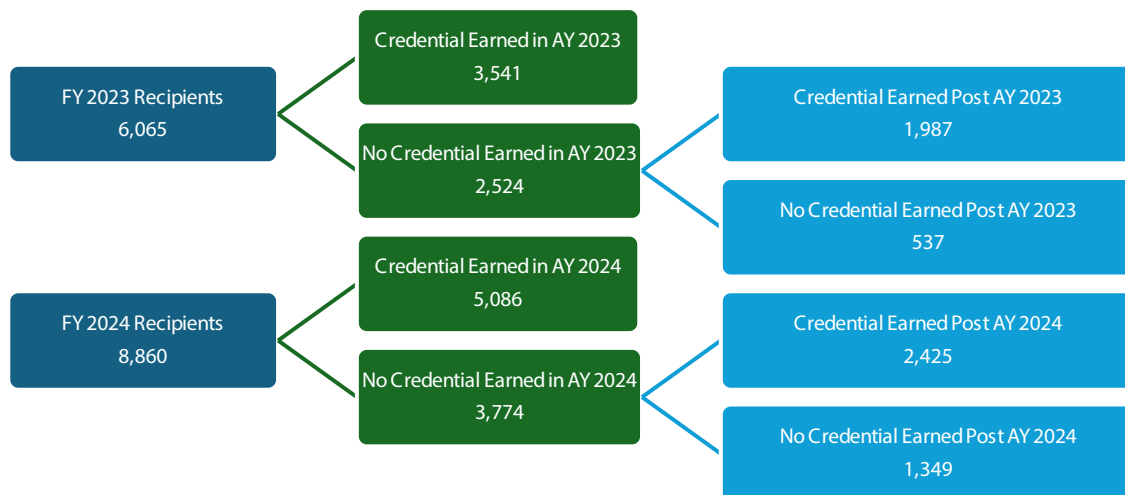 FY 2023 Recipients
6,065
Credential Earned in AY 2023
3,541
No Credential Earned in AY 2023
2,524
Credential Earned Post AY 2023
1,987
No Credential Earned Post AY 2023
537
FY 2024 Recipients
8,860
Credential Earned in AY 2024
5,086
No Credential Earned in AY 2024
3,774
Credential Earned Post AY 2024
2,425
No Credential Earned Post AY 2024
1,349